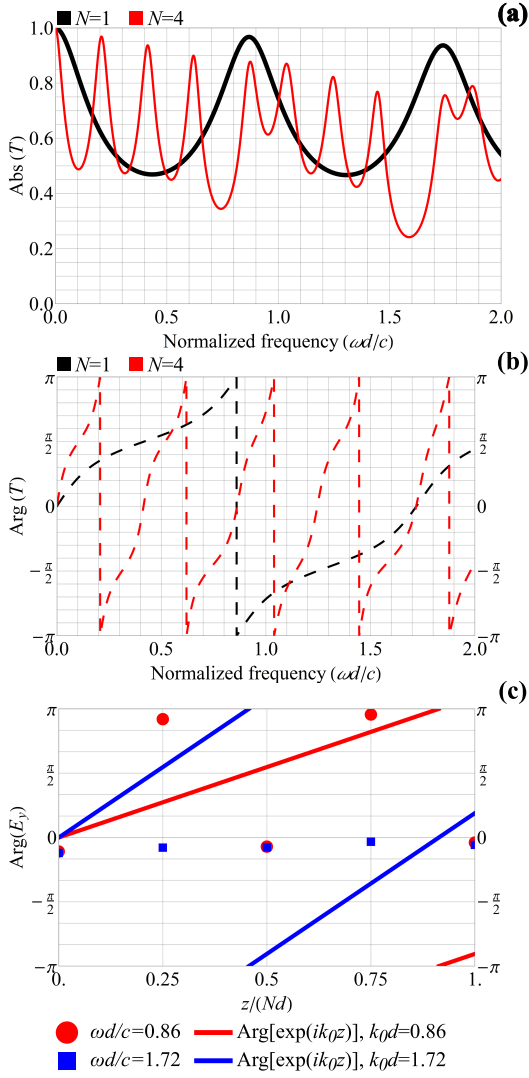 (a)
N=1 N=4
1.0
0.8
0.6
0.4
0.2
0.0
Abs (T)
0.0 0.5 1.0 1.5 2.0
Normalized frequency (ωd/c)
(b)
N=1 N=4
π π
π/2 π/2
0 0
−π/2 −π/2
−π −π
Arg (T)
0.0 0.5 1.0 1.5 2.0
Normalized frequency (ωd/c)
(c)
π π
π/2 π/2
0 0
−π/2 −π/2
−π −π
Arg(E_y)
0. 0.25 0.5 0.75 1.
z/(Nd)
ωd/c=0.86 Arg[exp(ik₀z)], k₀d=0.86
ωd/c=1.72 Arg[exp(ik₀z)], k₀d=1.72